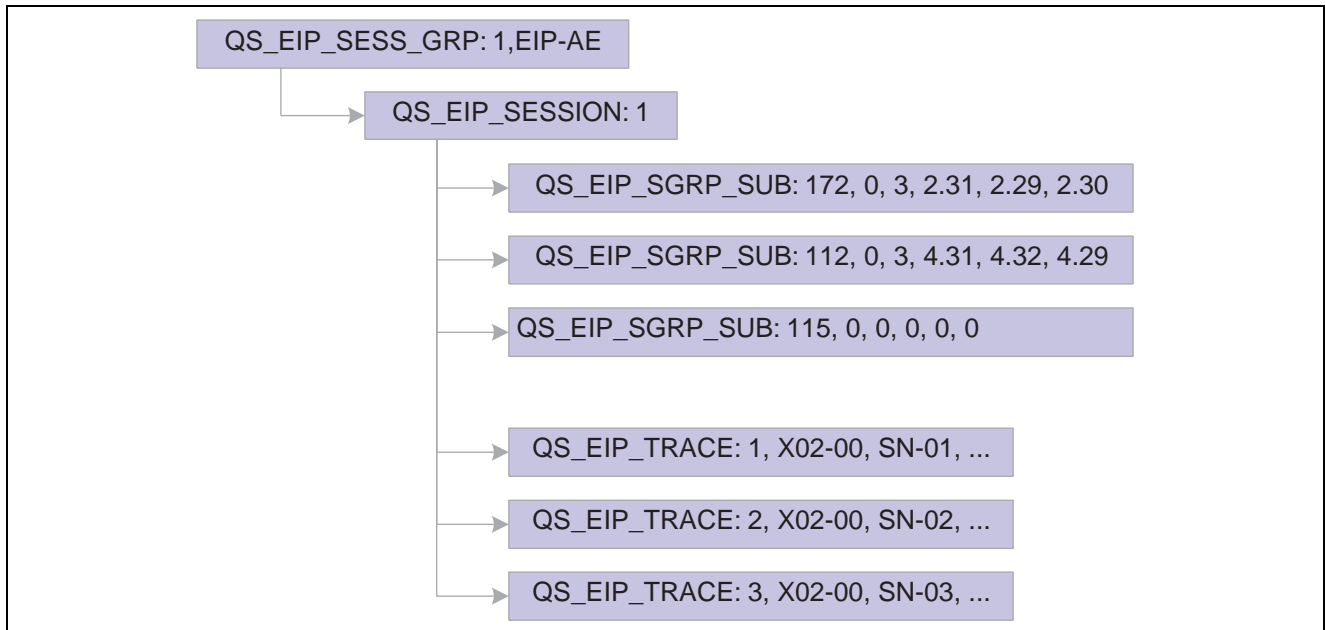 QS_EIP_SESS_GRP: 1,EIP-AE
QS_EIP_SESSION: 1
QS_EIP_SGRP_SUB: 172, 0, 3, 2.31, 2.29, 2.30
QS_EIP_SGRP_SUB: 112, 0, 3, 4.31, 4.32, 4.29
QS_EIP_SGRP_SUB: 115, 0, 0, 0, 0, 0
QS_EIP_TRACE: 1, X02-00, SN-01, ...
QS_EIP_TRACE: 2, X02-00, SN-02, ...
QS_EIP_TRACE: 3, X02-00, SN-03, ...